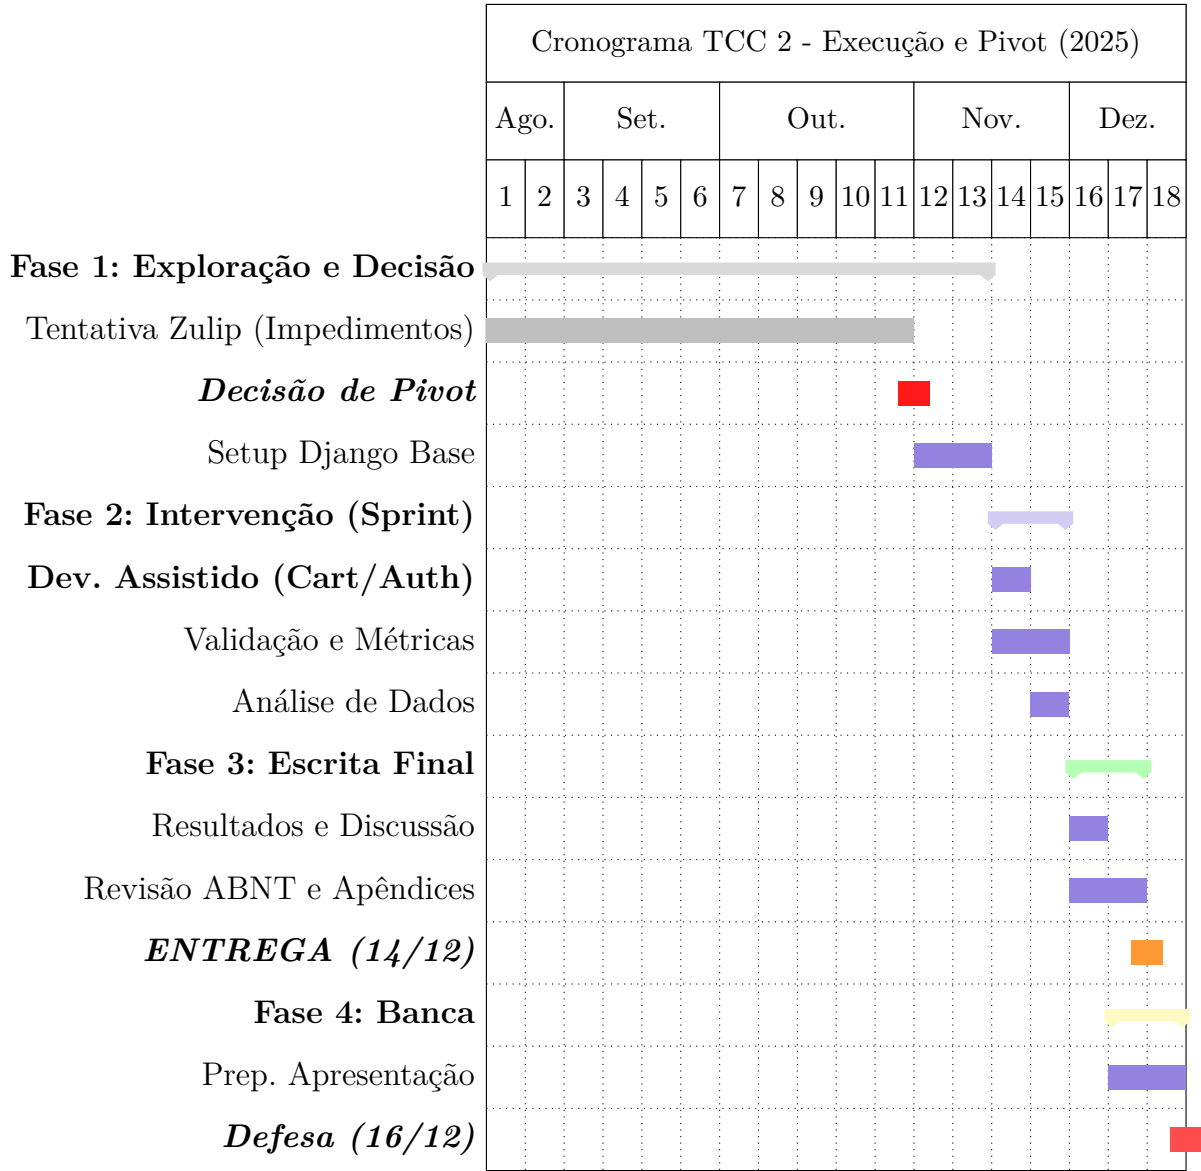 Cronograma TCC 2 - Execução e Pivot (2025)
Ago. Set. Out. Nov. Dez.
1 2 3 4 5 6 7 8 9 10 11 12 13 14 15 16 17 18
Fase 1: Exploração e Decisão
Tentativa Zulip (Impedimentos)
Decisão de Pivot
Setup Django Base
Fase 2: Intervenção (Sprint)
Dev. Assistido (Cart/Auth)
Validação e Métricas
Análise de Dados
Fase 3: Escrita Final
Resultados e Discussão
Revisão ABNT e Apêndices
ENTREGA (14/12)
Fase 4: Banca
Prep. Apresentação
Defesa (16/12)